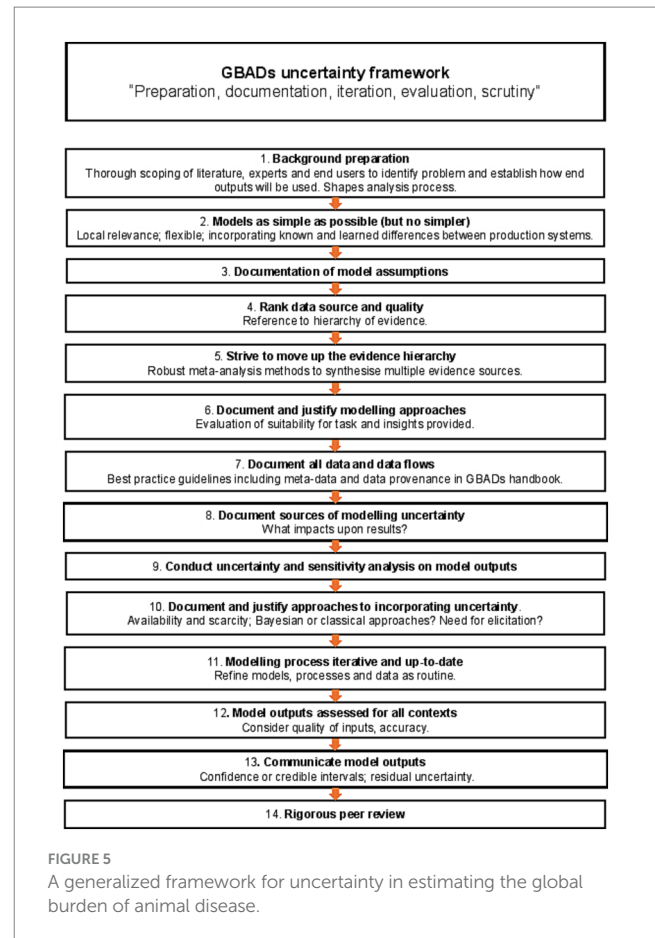 GBADs uncertainty framework
"Preparation, documentation, iteration, evaluation, scrutiny"
1. Background preparation
Thorough scoping of literature, experts and end users to identify problem and establish how end
outputs will be used. Shapes analysis process.
2. Models as simple as possible (but no simpler)
Local relevance; flexible; incorporating known and learned differences between production systems.
3. Documentation of model assumptions
4. Rank data source and quality
Reference to hierarchy of evidence.
5. Strive to move up the evidence hierarchy
Robust meta-analysis methods to synthesise multiple evidence sources.
6. Document and justify modelling approaches
Evaluation of suitability for task and insights provided.
7. Document all data and data flows
Best practice guidelines including meta-data and data provenance in GBADs handbook.
8. Document sources of modelling uncertainty
What impacts upon results?
9. Conduct uncertainty and sensitivity analysis on model outputs
10. Document and justify approaches to incorporating uncertainty.
Availability and scarcity; Bayesian or classical approaches? Need for elicitation?
11. Modelling process iterative and up-to-date
Refine models, processes and data as routine.
12. Model outputs assessed for all contexts
Consider quality of inputs, accuracy.
13. Communicate model outputs
Confidence or credible intervals; residual uncertainty.
14. Rigorous peer review
FIGURE 5
A generalized framework for uncertainty in estimating the global
burden of animal disease.